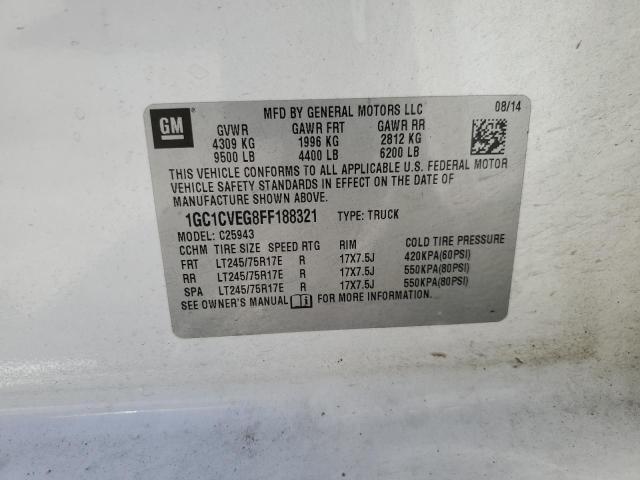 MFD BY GENERAL MOTORS LLC 08/14
GM
GVWR GAWR FRT GAWR RR
4309 KG 1996 KG 2812 KG
9500 LB 4400 LB 6200 LB
THIS VEHICLE CONFORMS TO ALL APPLICABLE U.S. FEDERAL MOTOR
VEHICLE SAFETY STANDARDS IN EFFECT ON THE DATE OF
MANUFACTURE SHOWN ABOVE.
1GC1CVEG8FF188321 TYPE: TRUCK
MODEL: C25943
CCHM TIRE SIZE SPEED RTG RIM COLD TIRE PRESSURE
FRT LT245/75R17E R 17X7.5J 420KPA(60PSI)
RR LT245/75R17E R 17X7.5J 550KPA(80PSI)
SPA LT245/75R17E R 17X7.5J 550KPA(80PSI)
SEE OWNER'S MANUAL